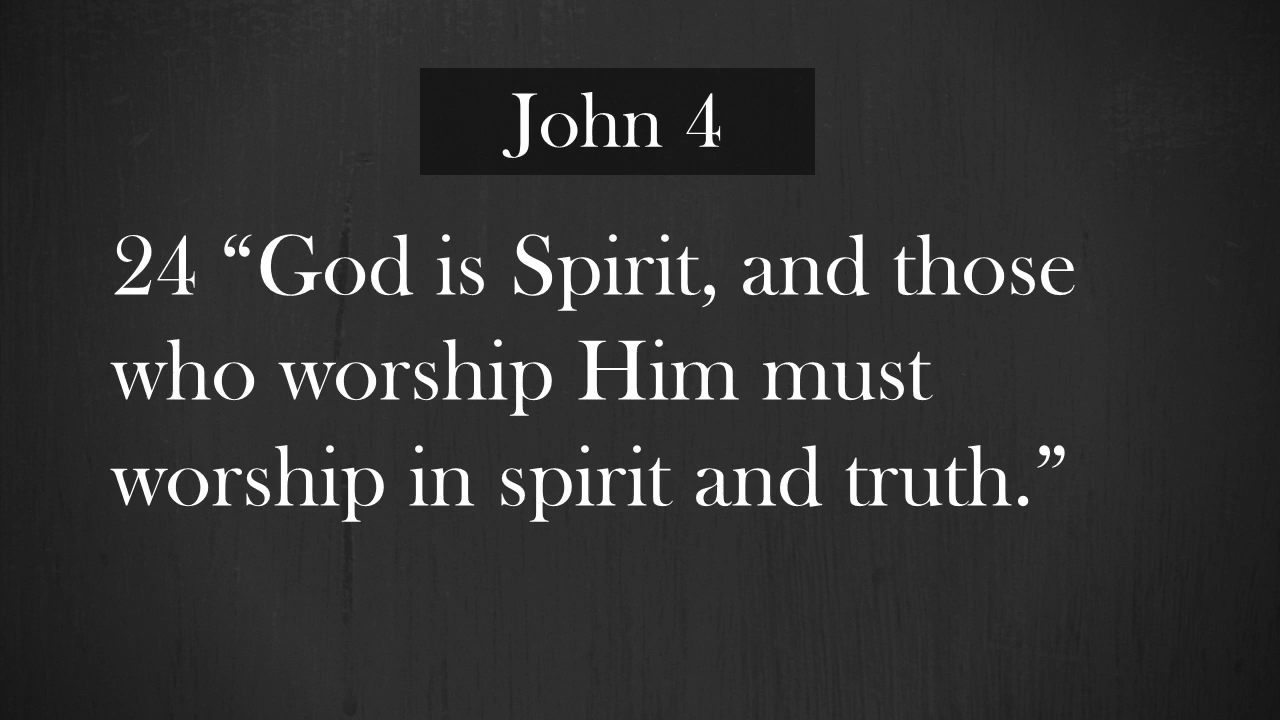 John 4
24 “God is Spirit, and those
who worship Him must
worship in spirit and truth.”